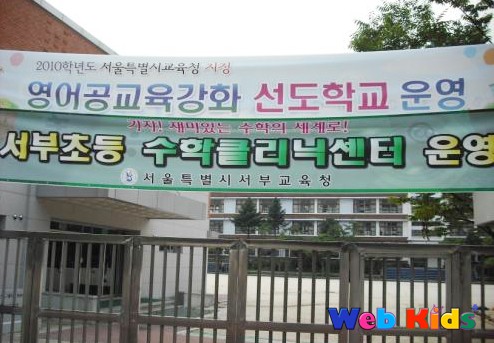 2010학년도 서울특별시교육청 지정
영어공교육강화 선도학교 운영
가자! 재미있는 수학의 세계로!
서부초등 수학클리닉센터 운영
서울특별시서부교육청
Web Kids